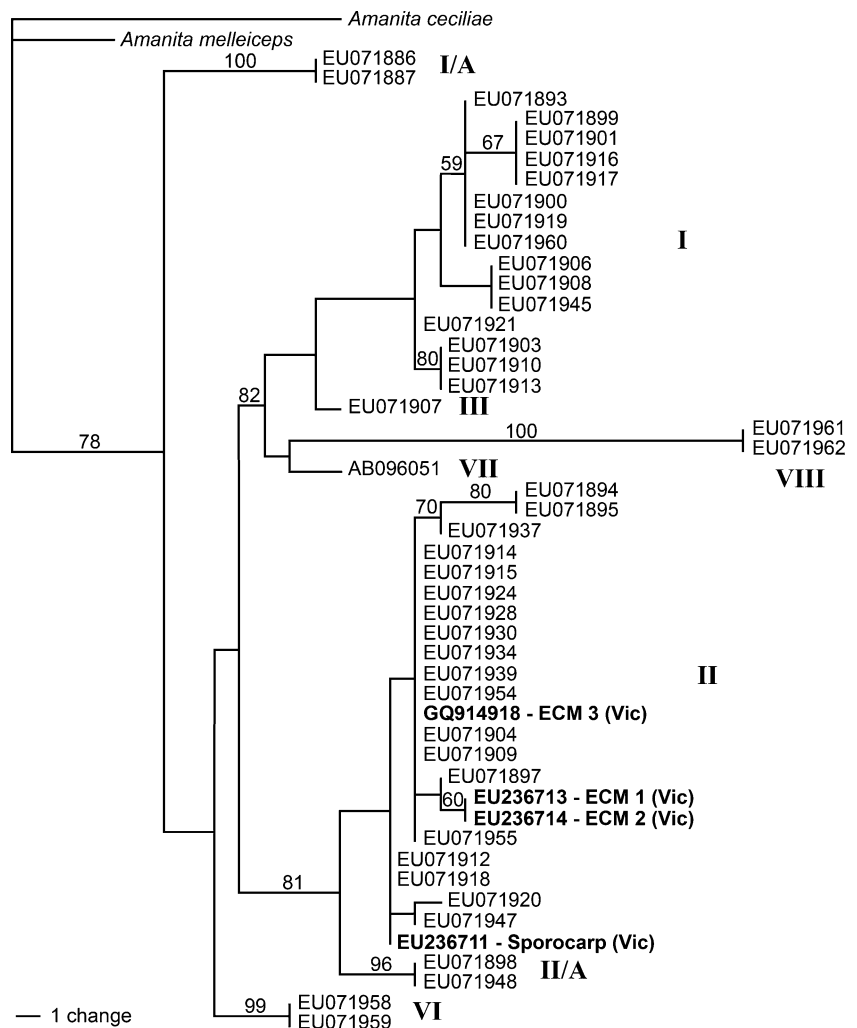 Amanita ceciliae
Amanita melleiceps
100
EU071886
EU071887
I/A
EU071893
EU071899
EU071901
67
EU071916
59
EU071917
EU071900
EU071919
EU071960
I
EU071906
EU071908
EU071945
EU071921
EU071903
80
EU071910
EU071913
82
EU071907
III
78
100
EU071961
EU071962
VIII
AB096051
VII
80
EU071894
EU071895
70
EU071937
EU071914
EU071915
EU071924
EU071928
EU071930
EU071934
EU071939
II
EU071954
GQ914918 - ECM 3 (Vic)
EU071904
EU071909
EU071897
60
EU236713 - ECM 1 (Vic)
EU236714 - ECM 2 (Vic)
EU071955
EU071912
81
EU071918
EU071920
EU071947
EU236711 - Sporocarp (Vic)
96
EU071898
EU071948
II/A
99
EU071958
EU071959
VI
1 change